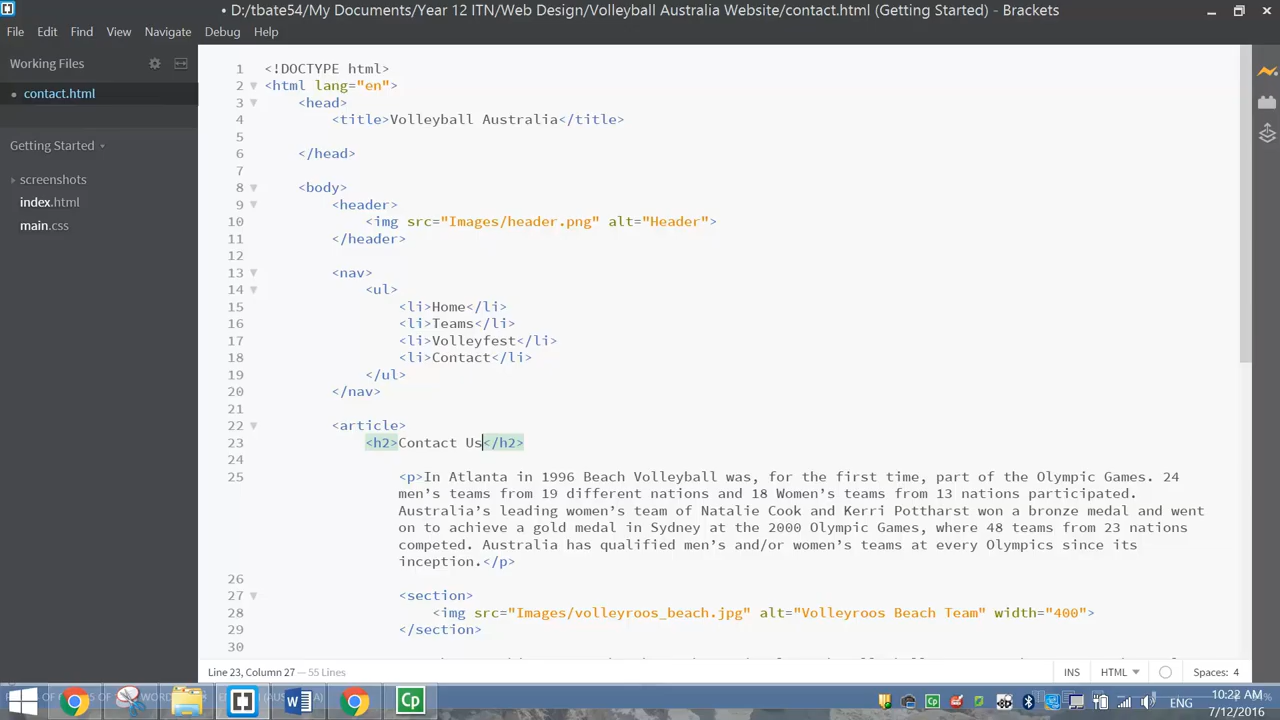 • D:/tbate54/My Documents/Year 12 ITN/Web Design/Volleyball Australia Website/contact.html (Getting Started) - Brackets
File Edit Find View Navigate Debug Help
Working Files
• contact.html
Getting Started
screenshots
index.html
main.css
1 <!DOCTYPE html>
2 <html lang="en">
3 <head>
4 <title>Volleyball Australia</title>
5
6 </head>
7
8 <body>
9 <header>
10 <img src="Images/header.png" alt="Header">
11 </header>
12
13 <nav>
14 <ul>
15 <li>Home</li>
16 <li>Teams</li>
17 <li>Volleyfest</li>
18 <li>Contact</li>
19 </ul>
20 </nav>
21
22 <article>
23 <h2>Contact Us</h2>
24
25 <p>In Atlanta in 1996 Beach Volleyball was, for the first time, part of the Olympic Games. 24
men’s teams from 19 different nations and 18 Women’s teams from 13 nations participated.
Australia’s leading women’s team of Natalie Cook and Kerri Pottharst won a bronze medal and went
on to achieve a gold medal in Sydney at the 2000 Olympic Games, where 48 teams from 23 nations
competed. Australia has qualified men’s and/or women’s teams at every Olympics since its
inception.</p>
26
27 <section>
28 <img src="Images/volleyroos_beach.jpg" alt="Volleyroos Beach Team" width="400">
29 </section>
30
Line 23, Column 27 — 55 Lines
INS HTML Spaces: 4
Cp
ENG
10:22 AM
7/12/2016